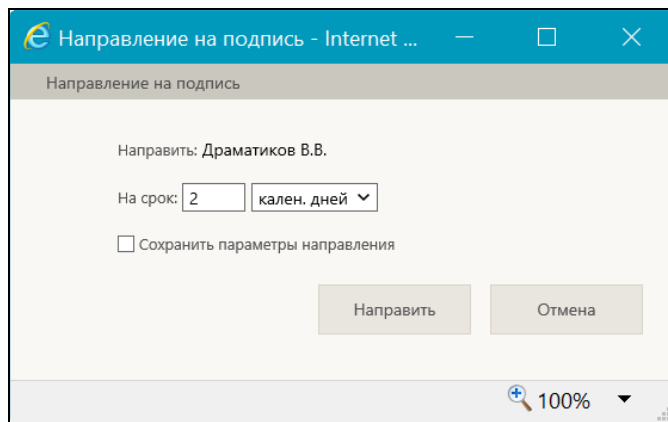 Направление на подпись - Internet ...
Направление на подпись
Направить: Драматиков В.В.
На срок: 2 кален. дней
Сохранить параметры направления
Направить Отмена
100%